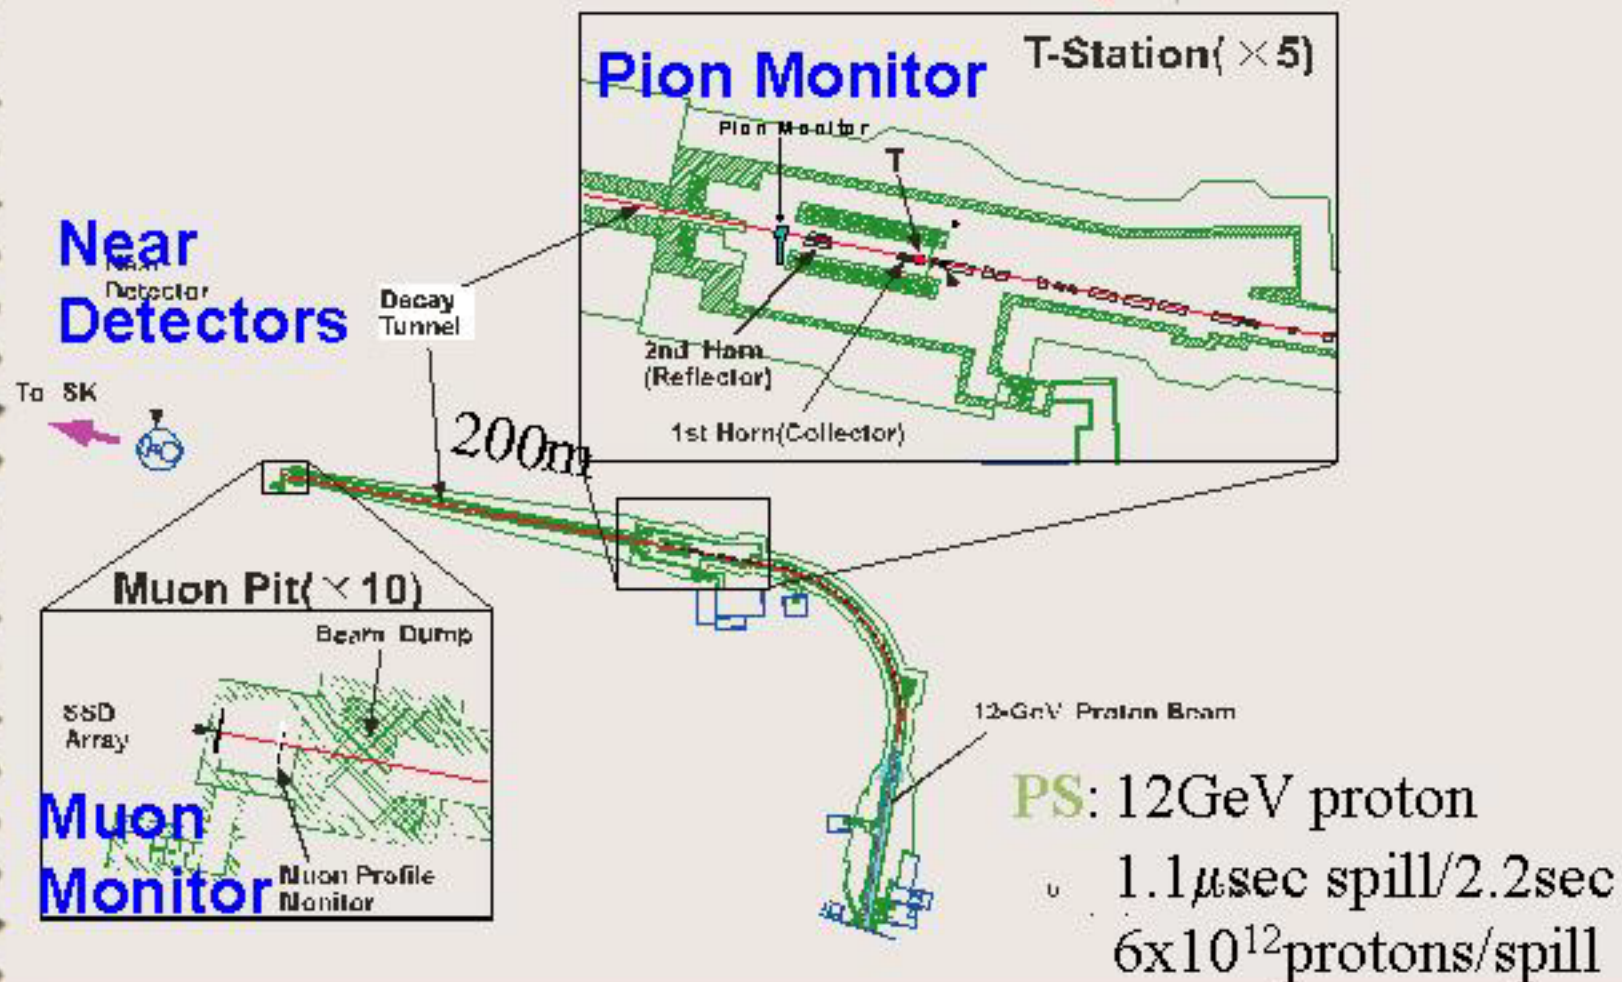 Pion Monitor
T-Station( ×5)
Pion Monitor
T
2nd Horn
(Reflector)
1st Horn(Collector)
Near
Detectors
Near
Detector
Decay
Tunnel
To SK
200m
Muon Pit( ×10)
Beam Dump
SSD
Array
Muon
Monitor
Muon Profile
Monitor
12-GeV Proton Beam
PS: 12GeV proton
1.1μsec spill/2.2sec
6x10¹²protons/spill